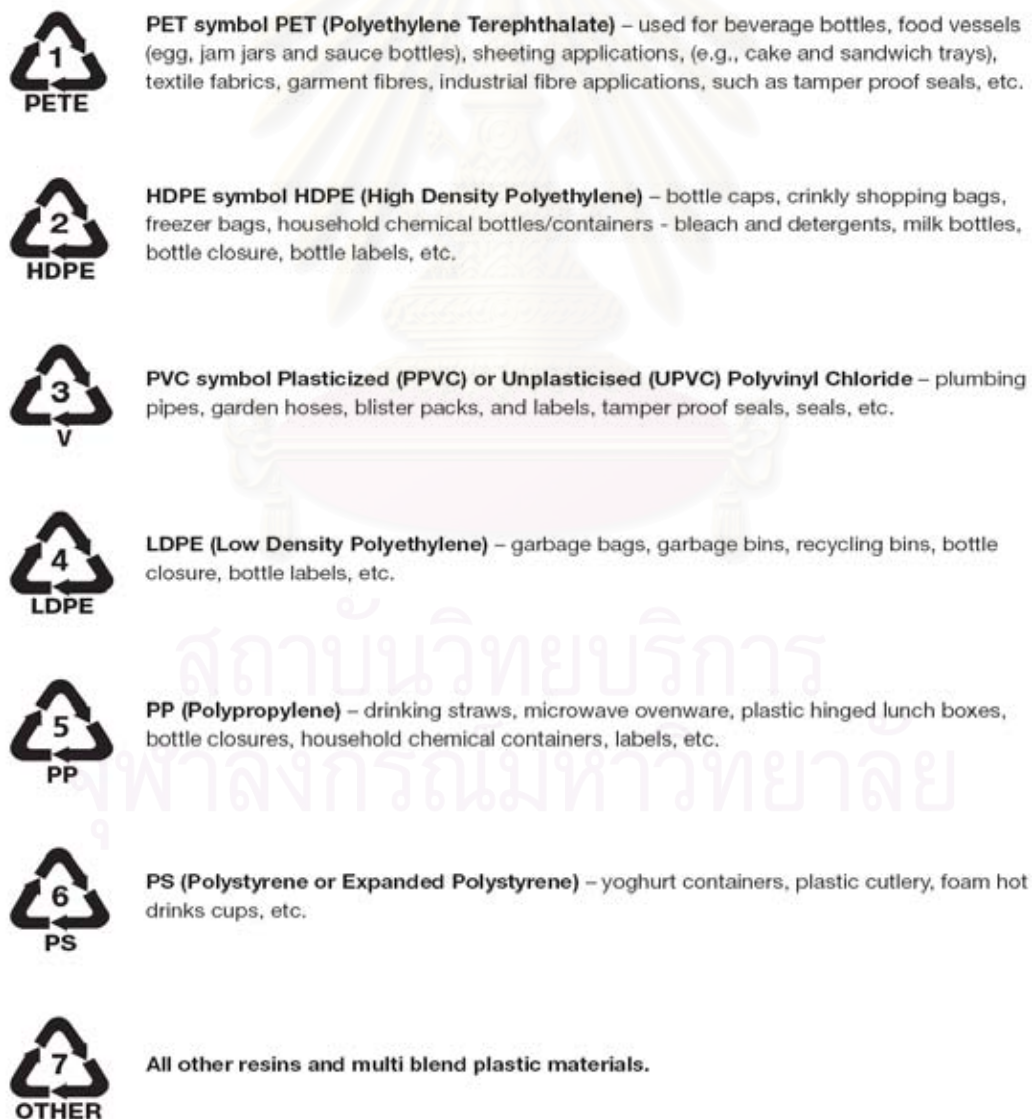 1
PETE
PET symbol PET (Polyethylene Terephthalate) – used for beverage bottles, food vessels
(egg, jam jars and sauce bottles), sheeting applications, (e.g., cake and sandwich trays),
textile fabrics, garment fibres, industrial fibre applications, such as tamper proof seals, etc.
2
HDPE
HDPE symbol HDPE (High Density Polyethylene) – bottle caps, crinkly shopping bags,
freezer bags, household chemical bottles/containers - bleach and detergents, milk bottles,
bottle closure, bottle labels, etc.
3
V
PVC symbol Plasticized (PPVC) or Unplasticised (UPVC) Polyvinyl Chloride – plumbing
pipes, garden hoses, blister packs, and labels, tamper proof seals, seals, etc.
4
LDPE
LDPE (Low Density Polyethylene) – garbage bags, garbage bins, recycling bins, bottle
closure, bottle labels, etc.
สถาบันวิทยบริการ
5
PP
PP (Polypropylene) – drinking straws, microwave ovenware, plastic hinged lunch boxes,
bottle closures, household chemical containers, labels, etc.
จุฬาลงกรณ์มหาวิทยาลัย
6
PS
PS (Polystyrene or Expanded Polystyrene) – yoghurt containers, plastic cutlery, foam hot
drinks cups, etc.
7
OTHER
All other resins and multi blend plastic materials.